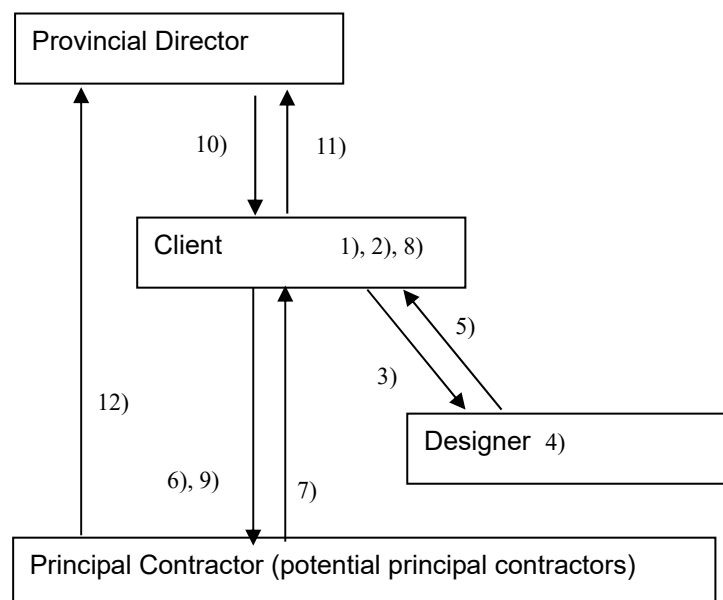 Provincial Director
10)
11)
Client 1), 2), 8)
5)
3)
12)
Designer 4)
6), 9)
7)
Principal Contractor (potential principal contractors)